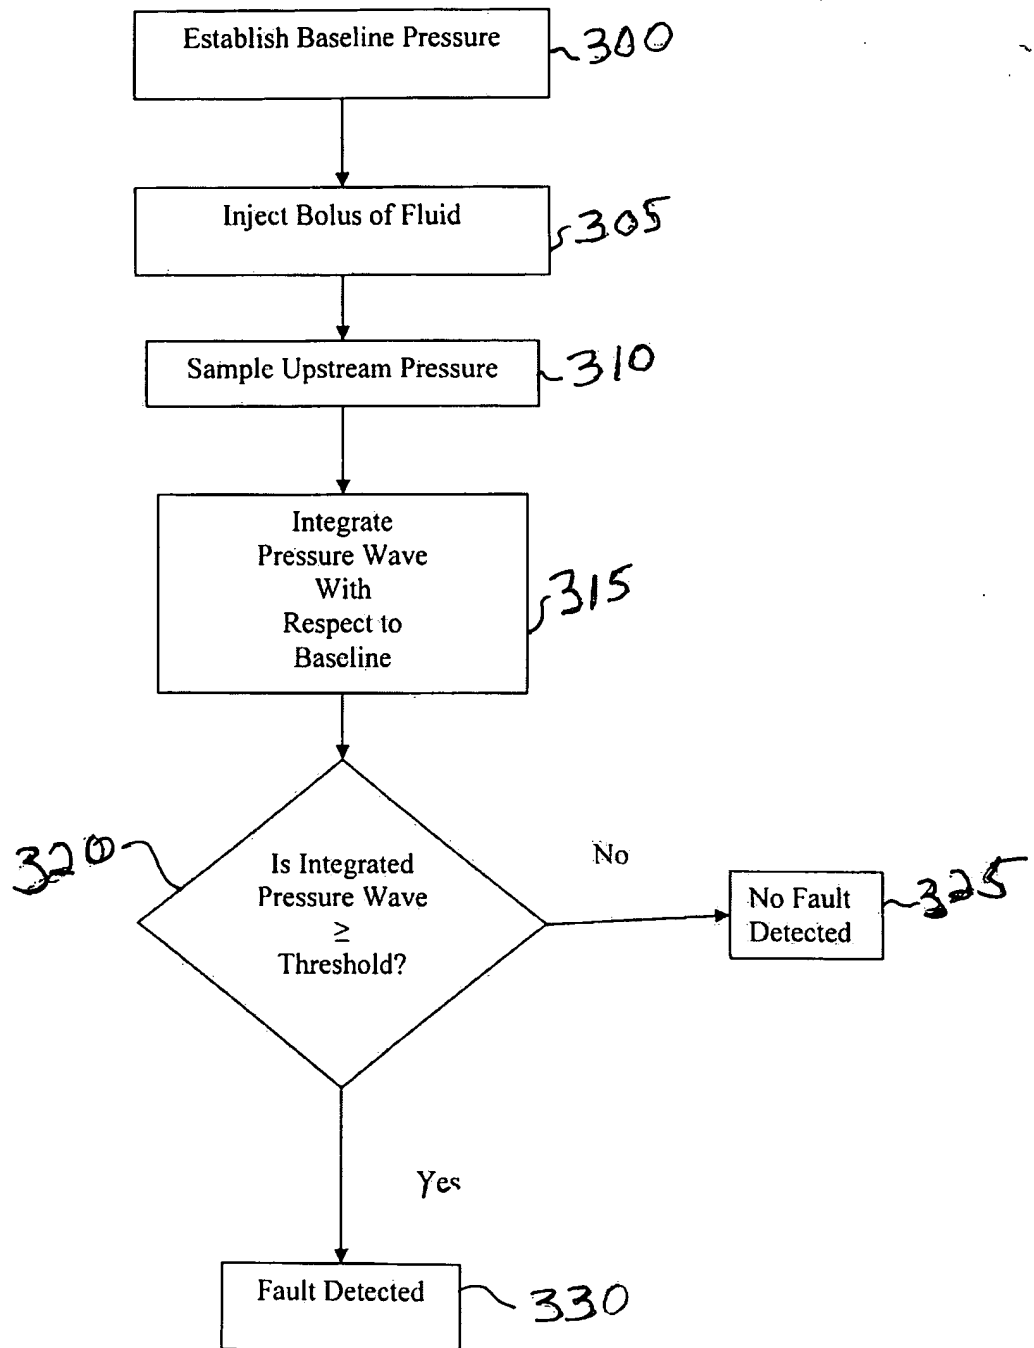 Establish Baseline Pressure
300
Inject Bolus of Fluid
305
Sample Upstream Pressure
310
Integrate
Pressure Wave
With
Respect to
Baseline
315
320
Is Integrated
Pressure Wave
≥
Threshold?
No
No Fault
Detected
325
Yes
Fault Detected
330